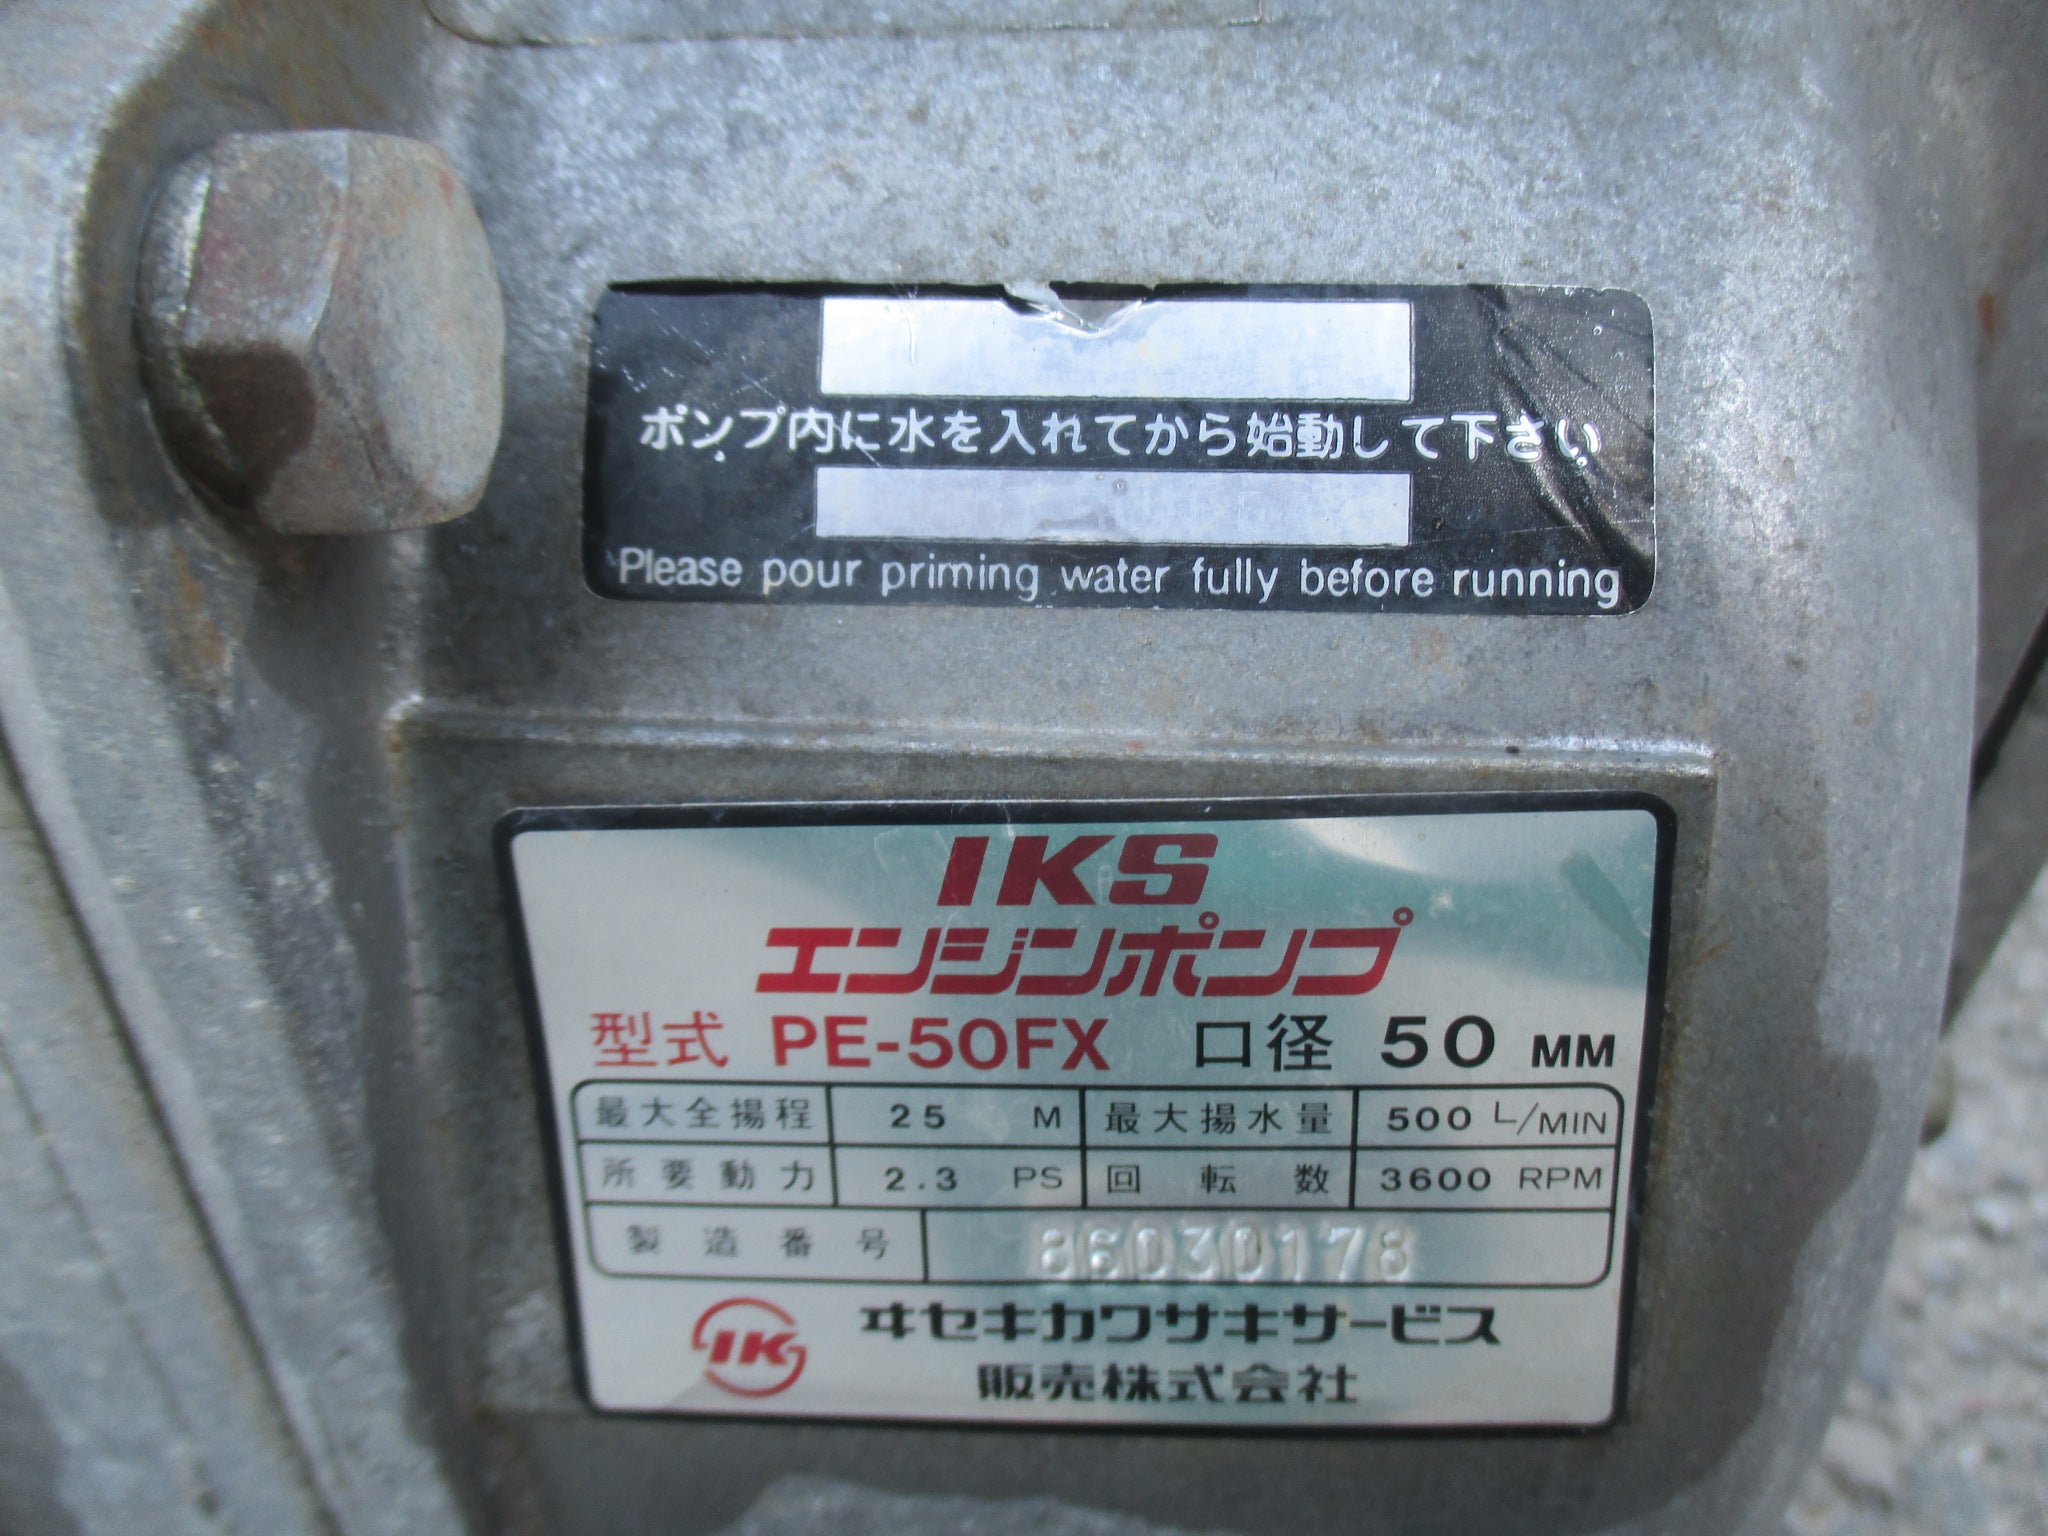 ポンプ内に水を入れてから始動して下さい
Please pour priming water fully before running
IKS
エンジンポンプ
型式 PE-50FX 口径 50 MM
最大全揚程 25 M 最大揚水量 500 L/MIN
所要動力 2.3 PS 回転数 3600 RPM
製造番号 86030178
IK ヰセキカワサキサービス
販売株式会社